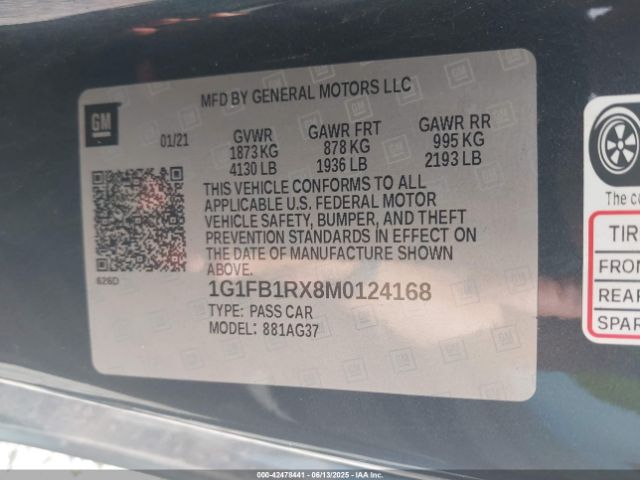 MFD BY GENERAL MOTORS LLC
GM
01/21
GVWR
1873 KG
4130 LB
GAWR FRT
878 KG
1936 LB
GAWR RR
995 KG
2193 LB
THIS VEHICLE CONFORMS TO ALL
APPLICABLE U.S. FEDERAL MOTOR
VEHICLE SAFETY, BUMPER, AND THEFT
PREVENTION STANDARDS IN EFFECT ON
THE DATE OF MANUFACTURE SHOWN
ABOVE.
626D
1G1FB1RX8M0124168
TYPE: PASS CAR
MODEL: 881AG37
The co
TIR
FRON
REAR
SPAR
000-42478441 - 06/13/2025 - IAA, Inc.